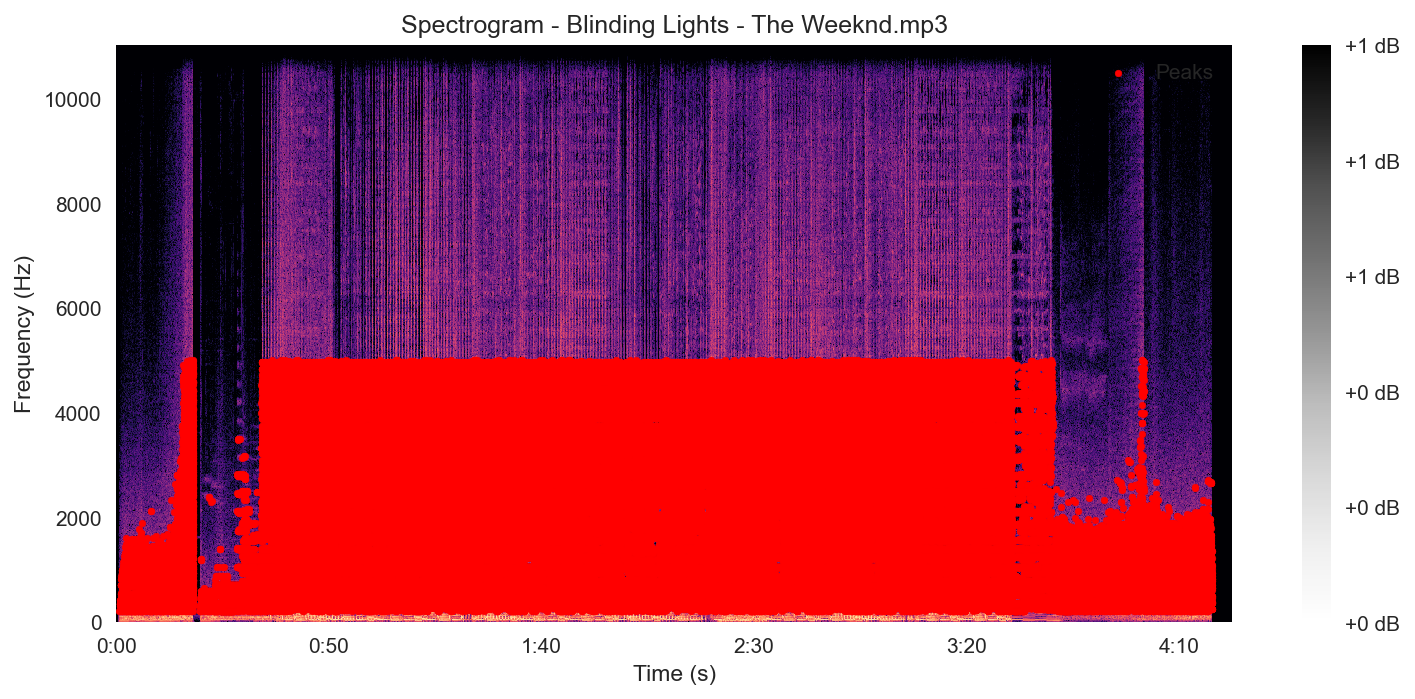 Spectrogram - Blinding Lights - The Weeknd.mp3
Peaks
Frequency (Hz)
10000
8000
6000
4000
2000
0
0:00
0:50
1:40
2:30
3:20
4:10
Time (s)
+1 dB
+1 dB
+1 dB
+0 dB
+0 dB
+0 dB